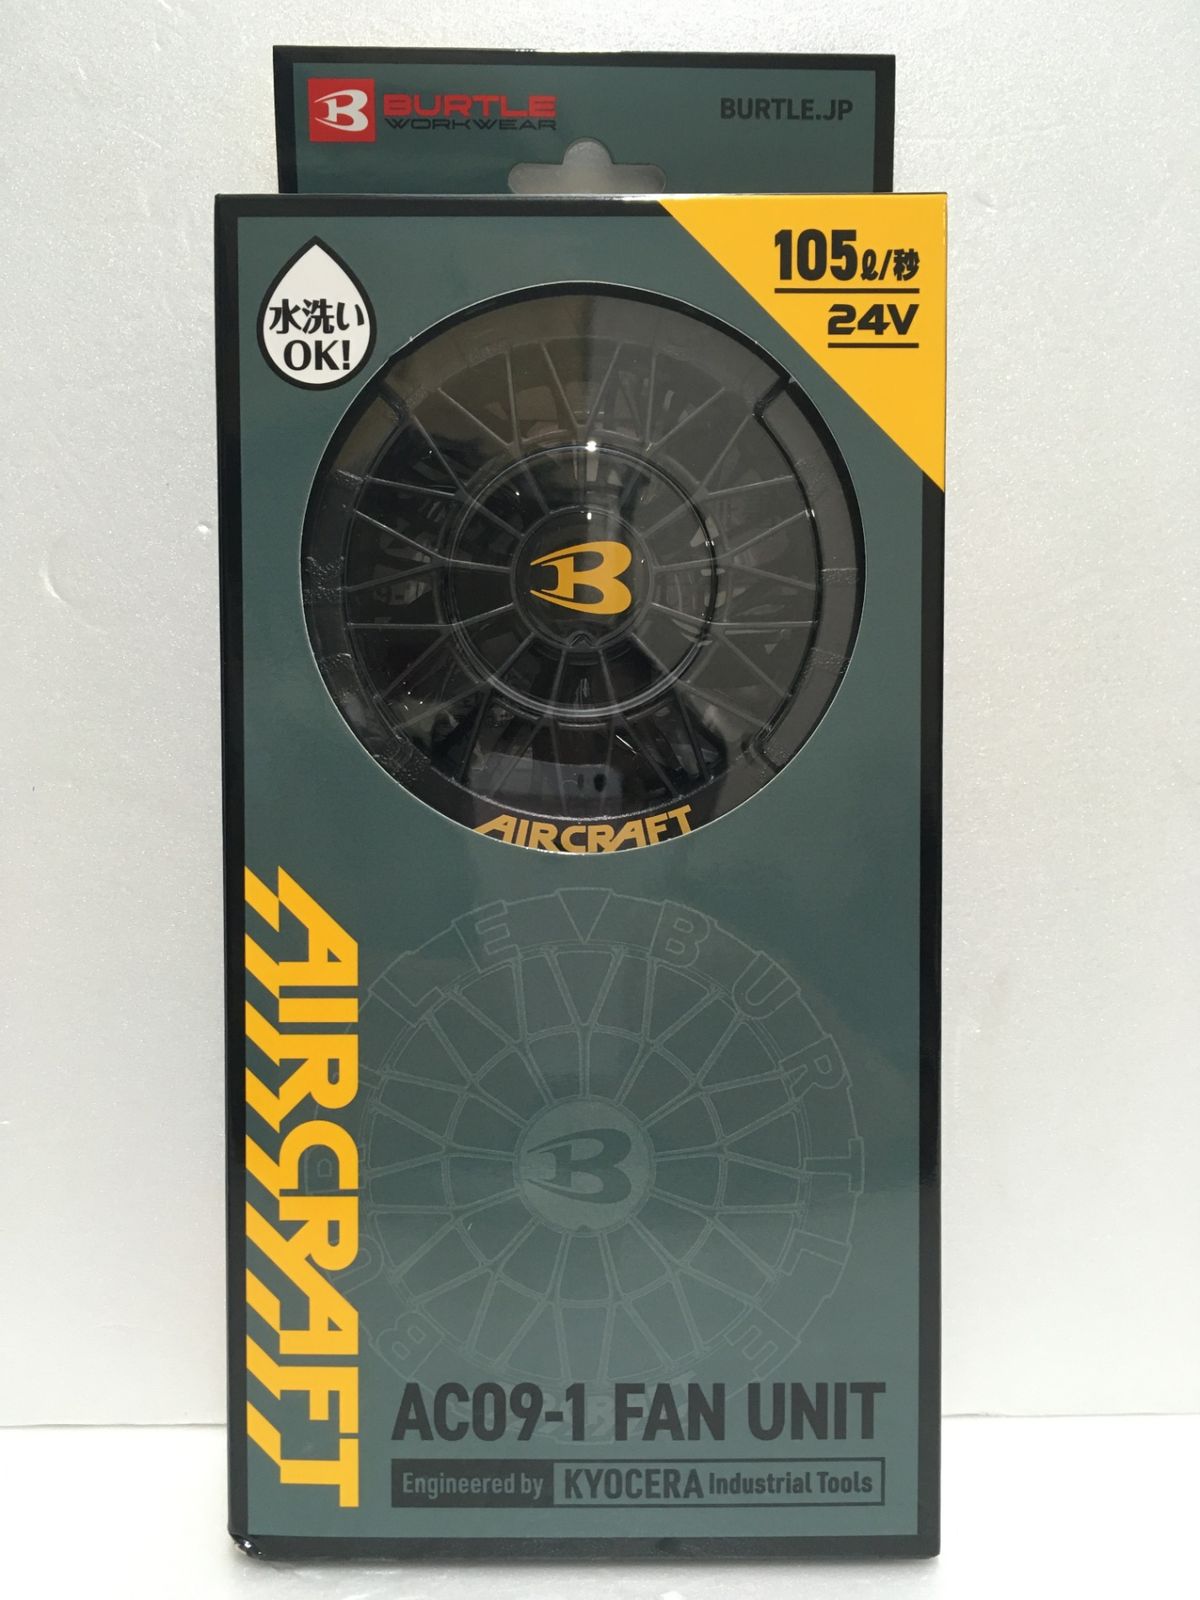 BURTLE
WORKWEAR
BURTLE.JP
105ℓ/秒
24V
水洗い
OK!
B
AIRCRAFT
AIRCRAFT
BURTLE
BURTLE
B
AC09-1 FAN UNIT
Engineered by KYOCERA Industrial Tools